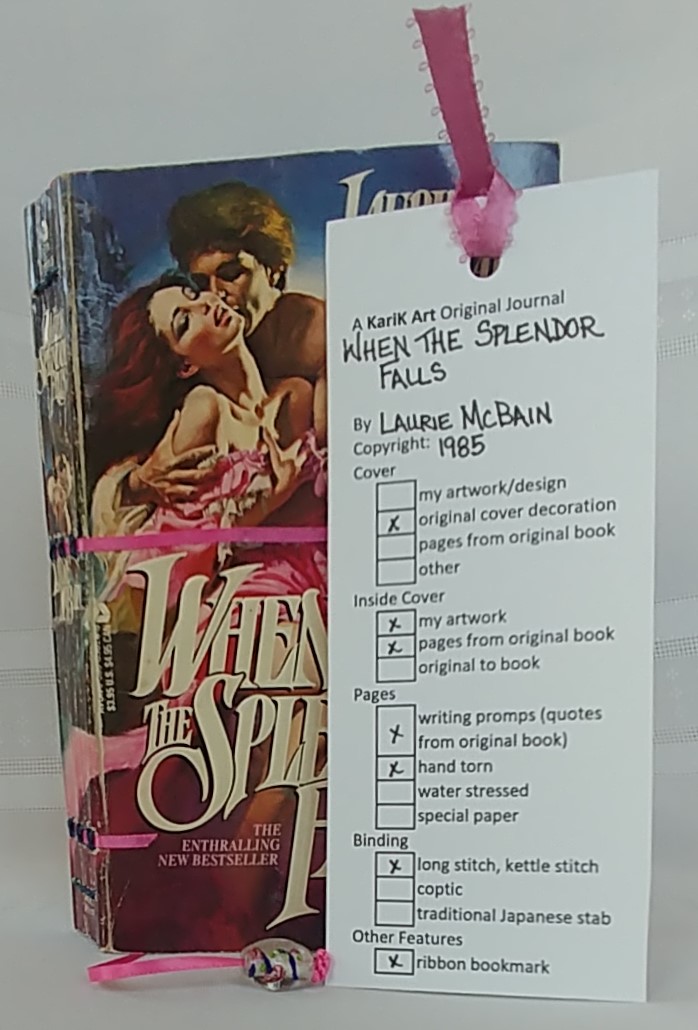 A KariK Art Original Journal
WHEN THE SPLENDOR
FALLS
By LAURIE MCBAIN
Copyright: 1985
Cover
my artwork/design
X original cover decoration
pages from original book
other
Inside Cover
X my artwork
X pages from original book
original to book
Pages
X writing promps (quotes
from original book)
X hand torn
water stressed
special paper
Binding
X long stitch, kettle stitch
coptic
traditional Japanese stab
Other Features
X ribbon bookmark
WHEN
THE SPLE
F
THE
ENTHRALLING
NEW BESTSELLER